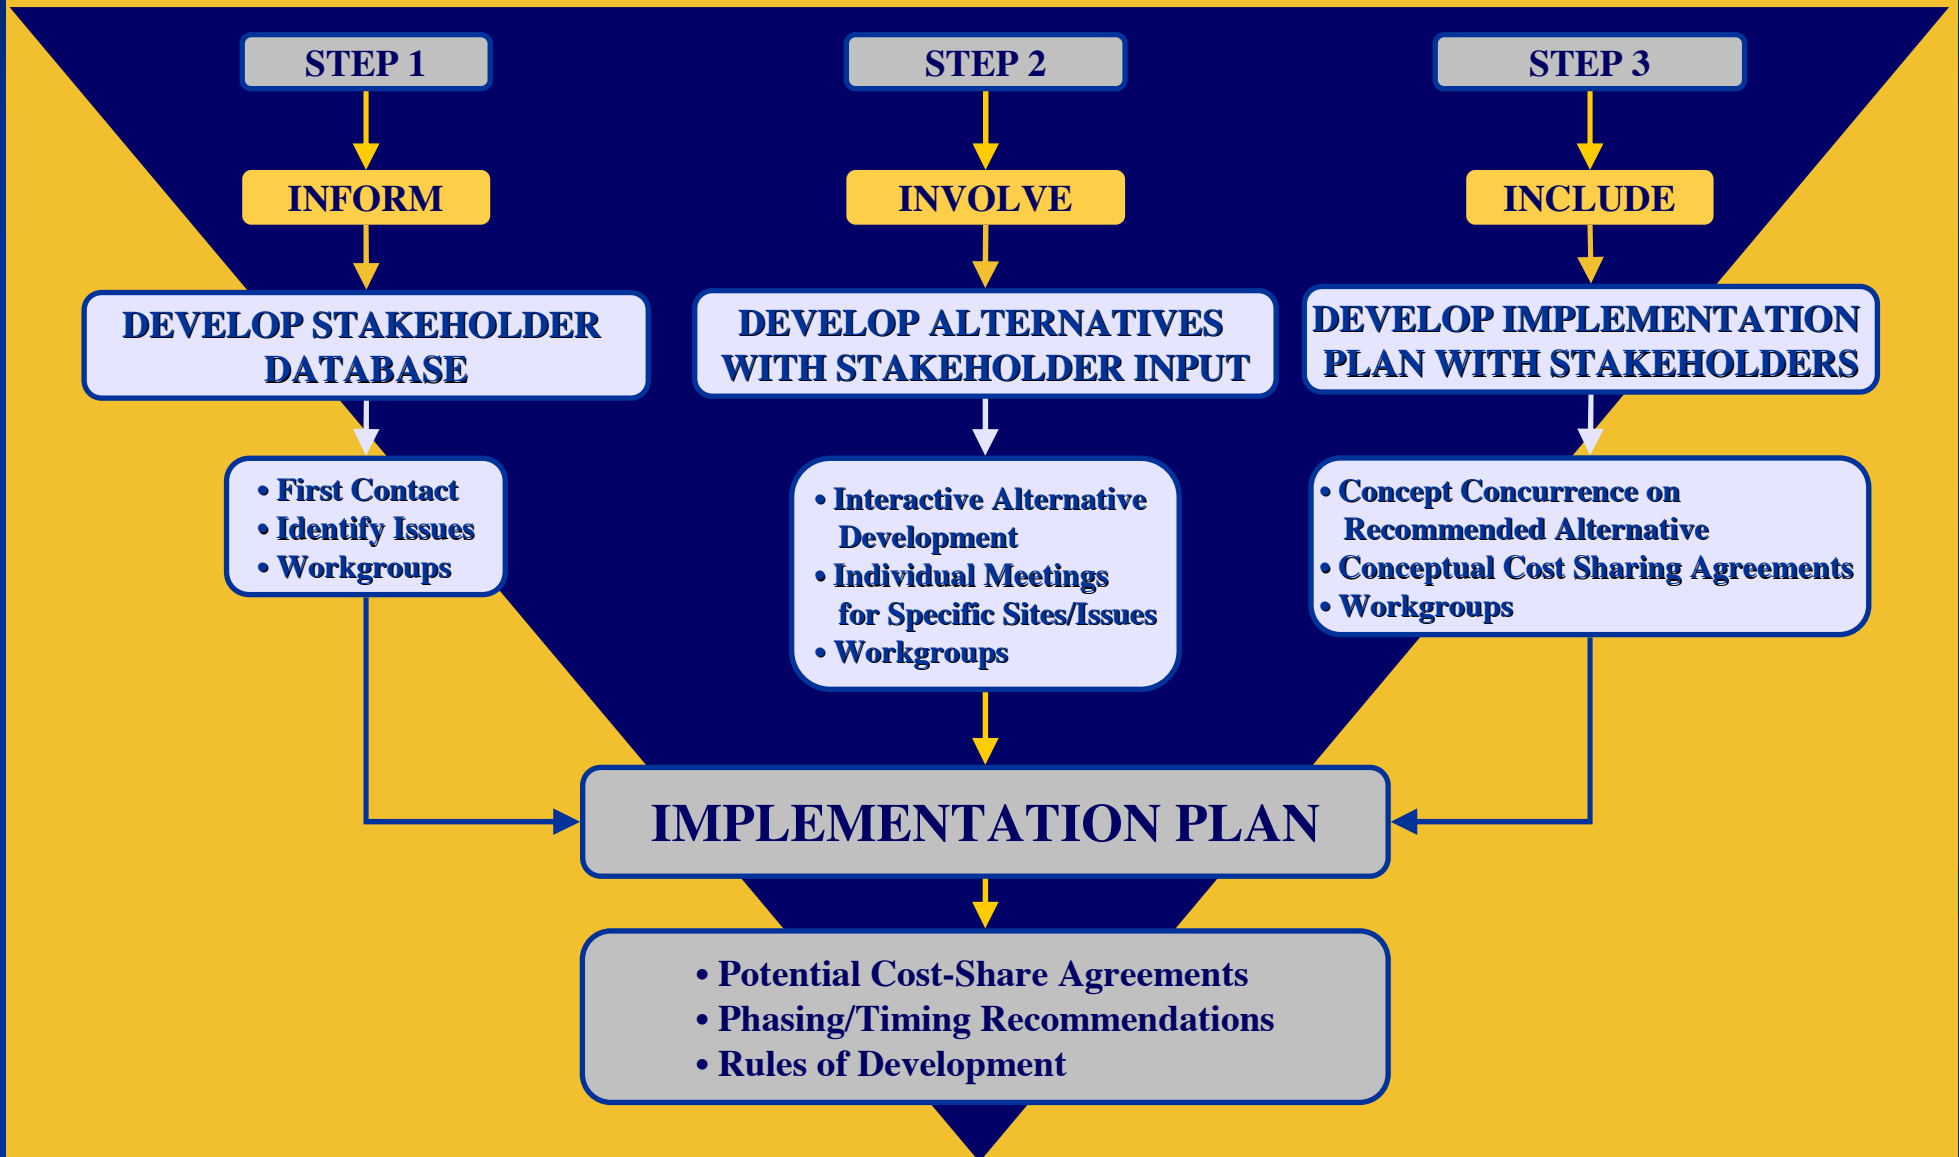 STEP 1
STEP 2
STEP 3
INFORM
INVOLVE
INCLUDE
DEVELOP STAKEHOLDER
DATABASE
DEVELOP ALTERNATIVES
WITH STAKEHOLDER INPUT
DEVELOP IMPLEMENTATION
PLAN WITH STAKEHOLDERS
• First Contact
• Identify Issues
• Workgroups
• Interactive Alternative
Development
• Individual Meetings
for Specific Sites/Issues
• Workgroups
• Concept Concurrence on
Recommended Alternative
• Conceptual Cost Sharing Agreements
• Workgroups
IMPLEMENTATION PLAN
• Potential Cost-Share Agreements
• Phasing/Timing Recommendations
• Rules of Development